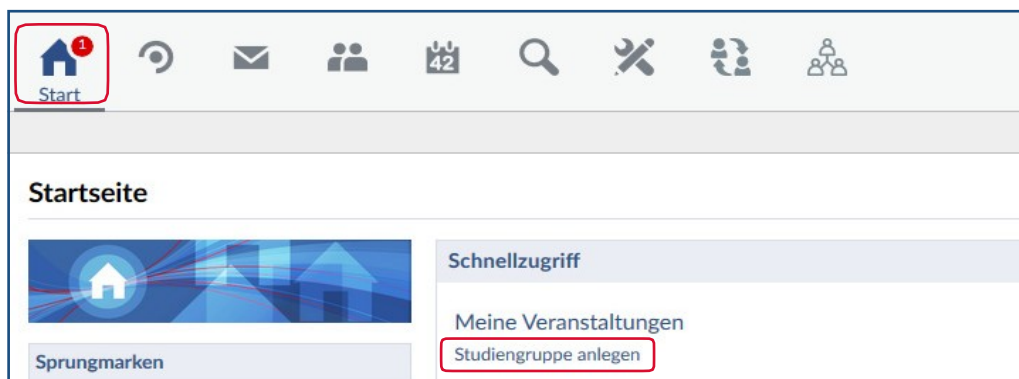 1
42
Start
Startseite
Schnellzugriff
Meine Veranstaltungen
Studiengruppe anlegen
Sprungmarken